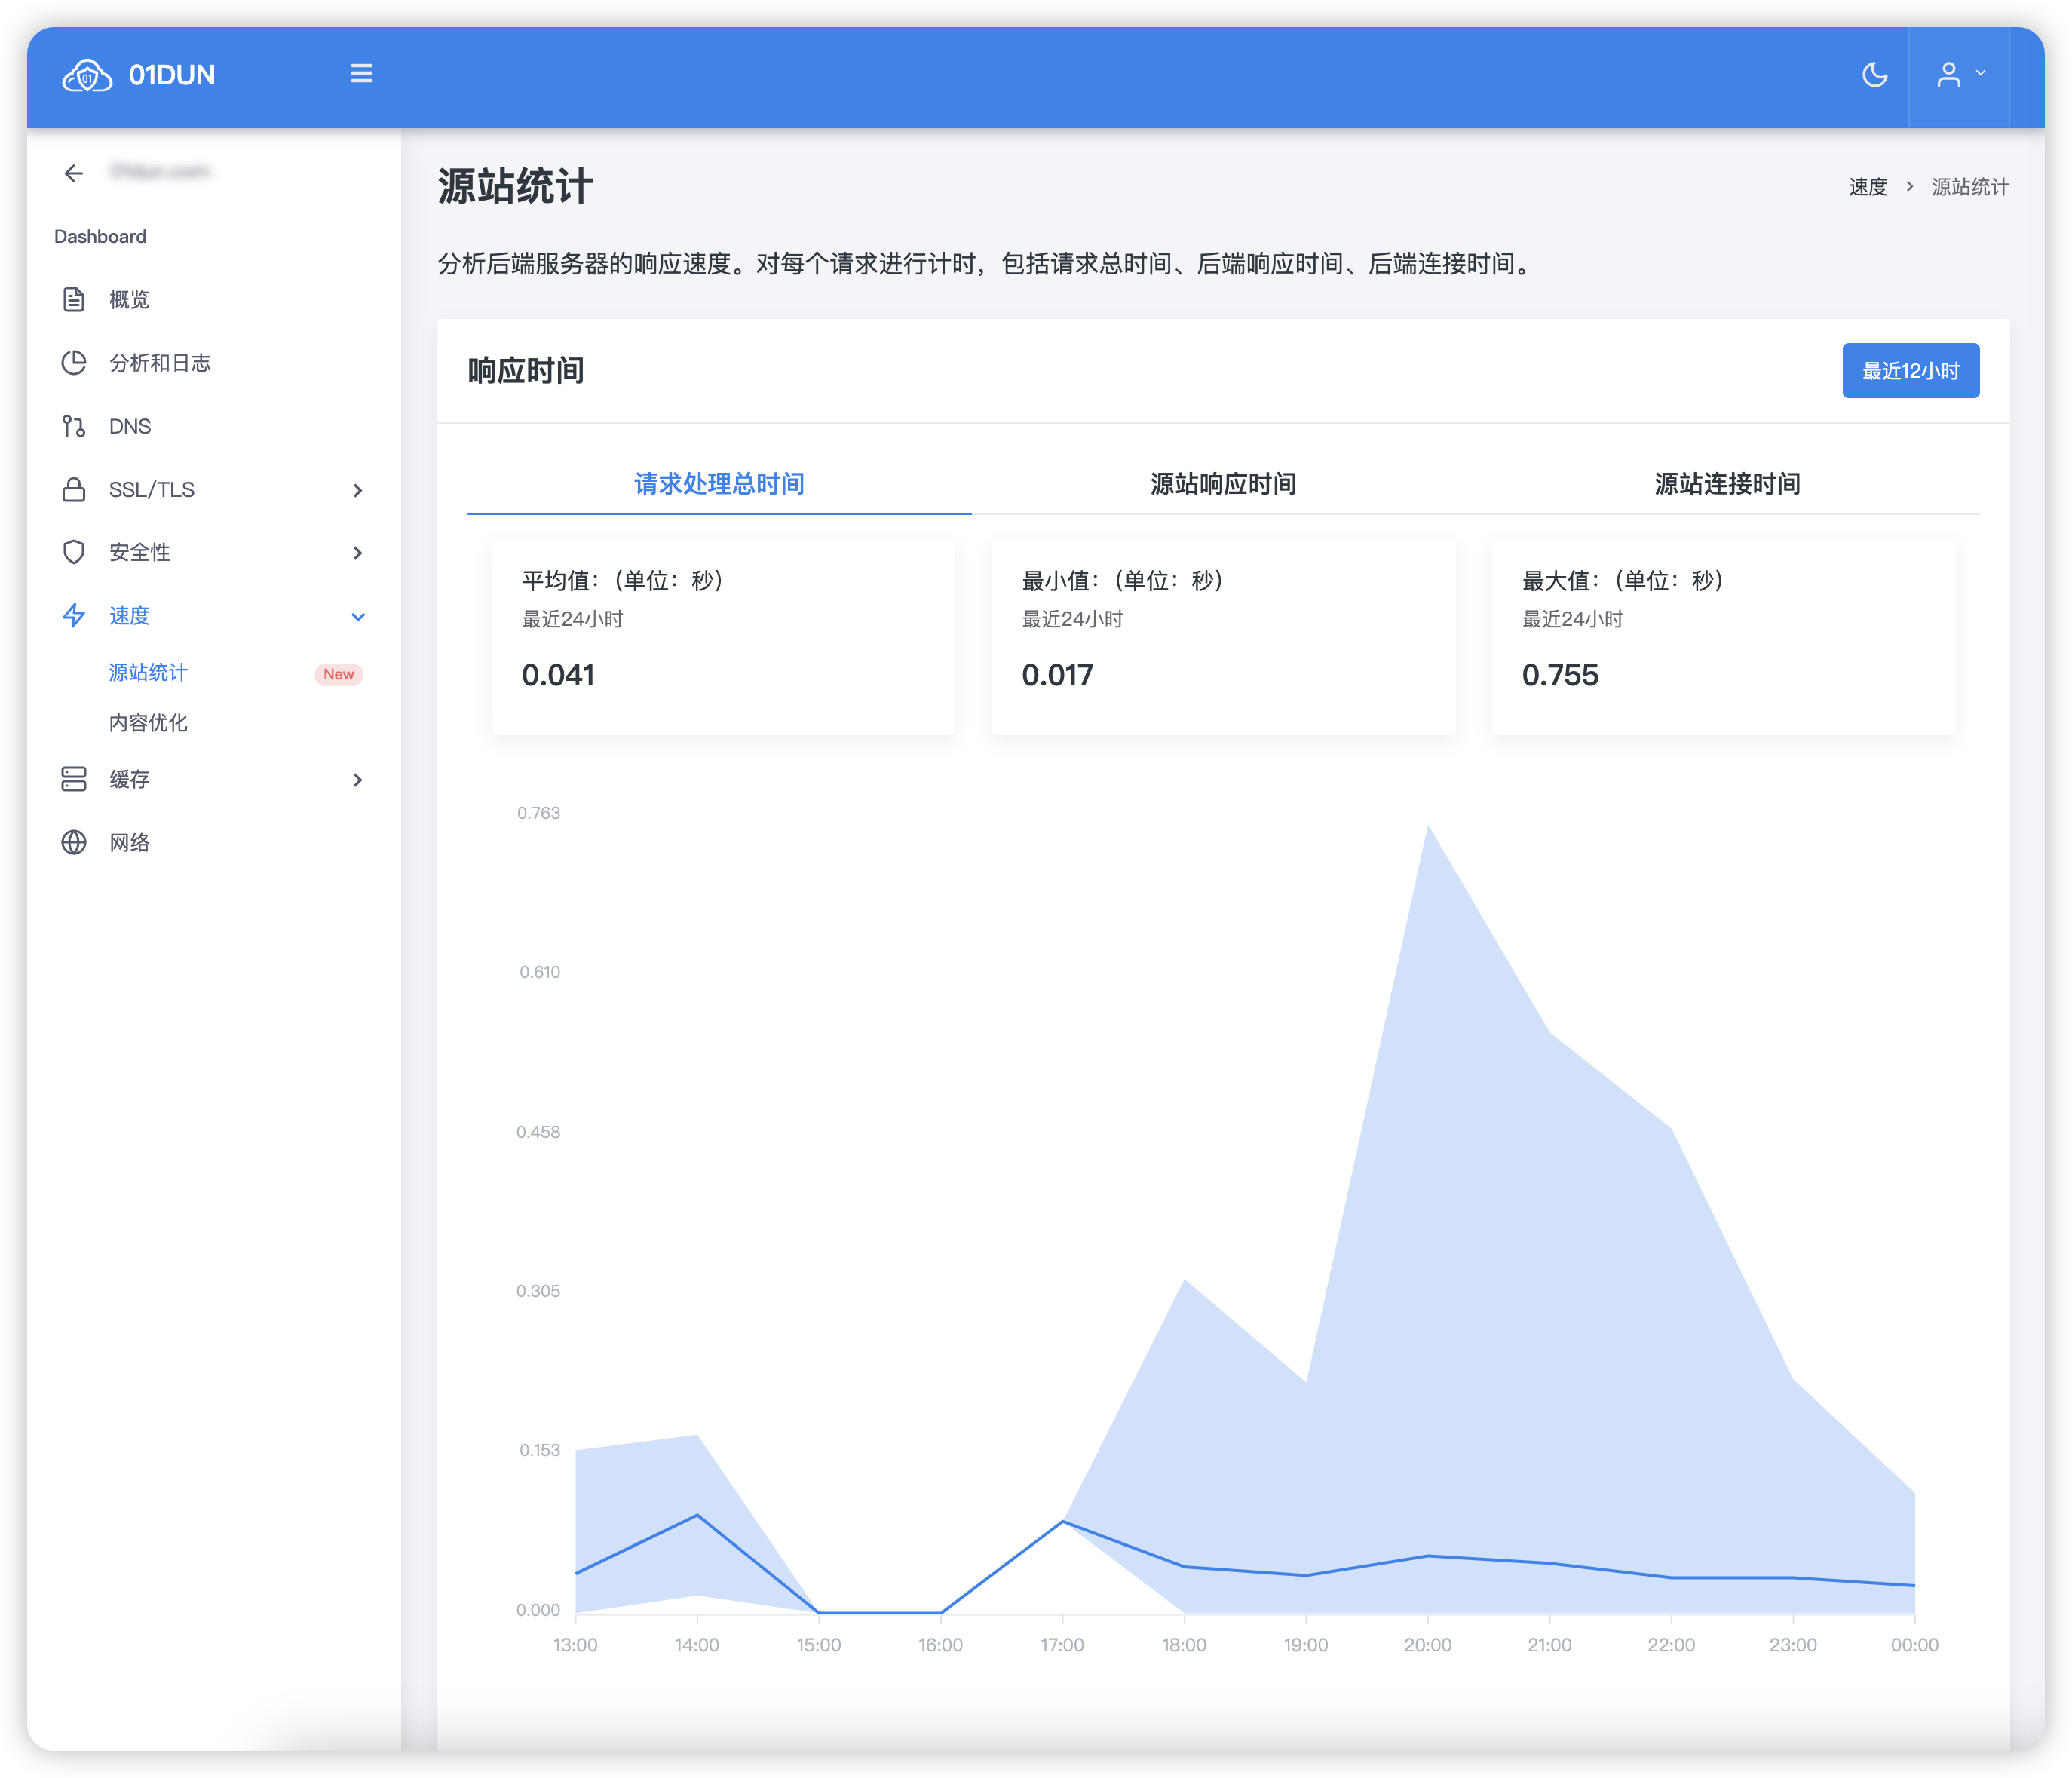 01DUN
Dashboard
概览
分析和日志
DNS
SSL/TLS
安全性
速度
源站统计 New
内容优化
缓存
网络
源站统计
速度 > 源站统计
分析后端服务器的响应速度。对每个请求进行计时，包括请求总时间、后端响应时间、后端连接时间。
响应时间
最近12小时
请求处理总时间 源站响应时间 源站连接时间
平均值：（单位：秒）
最近24小时
0.041
最小值：（单位：秒）
最近24小时
0.017
最大值：（单位：秒）
最近24小时
0.755
0.763
0.610
0.458
0.305
0.153
0.000
13:00 14:00 15:00 16:00 17:00 18:00 19:00 20:00 21:00 22:00 23:00 00:00